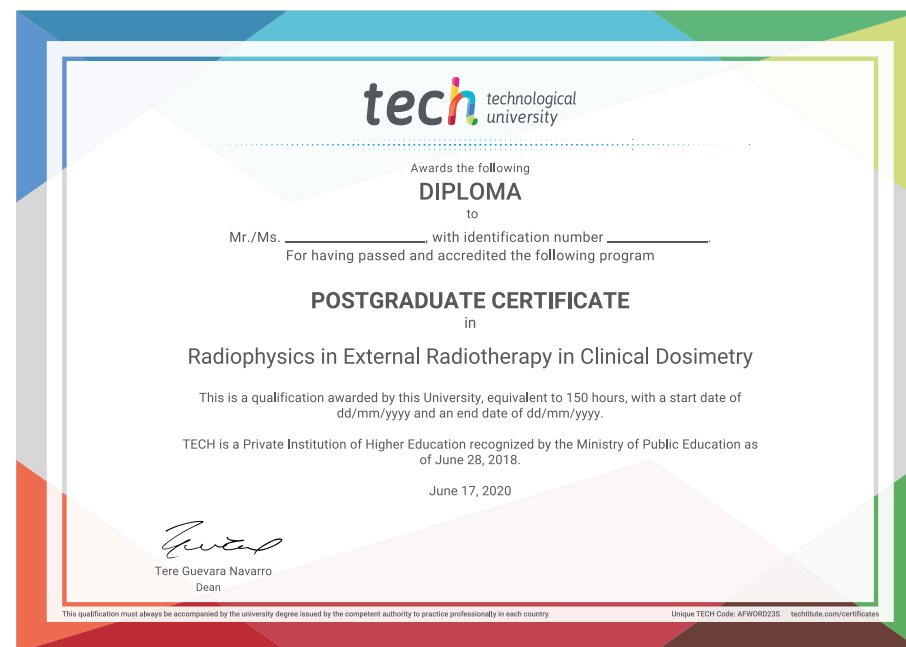 tech technological
university
Awards the following
DIPLOMA
to
Mr./Ms. ____________________, with identification number ______________.
For having passed and accredited the following program
POSTGRADUATE CERTIFICATE
in
Radiophysics in External Radiotherapy in Clinical Dosimetry
This is a qualification awarded by this University, equivalent to 150 hours, with a start date of
dd/mm/yyyy and an end date of dd/mm/yyyy.
TECH is a Private Institution of Higher Education recognized by the Ministry of Public Education as
of June 28, 2018.
June 17, 2020
Tere Guevara Navarro
Dean
This qualification must always be accompanied by the university degree issued by the competent authority to practice professionally in each country.
Unique TECH Code: AFWORD23S techtitute.com/certificates